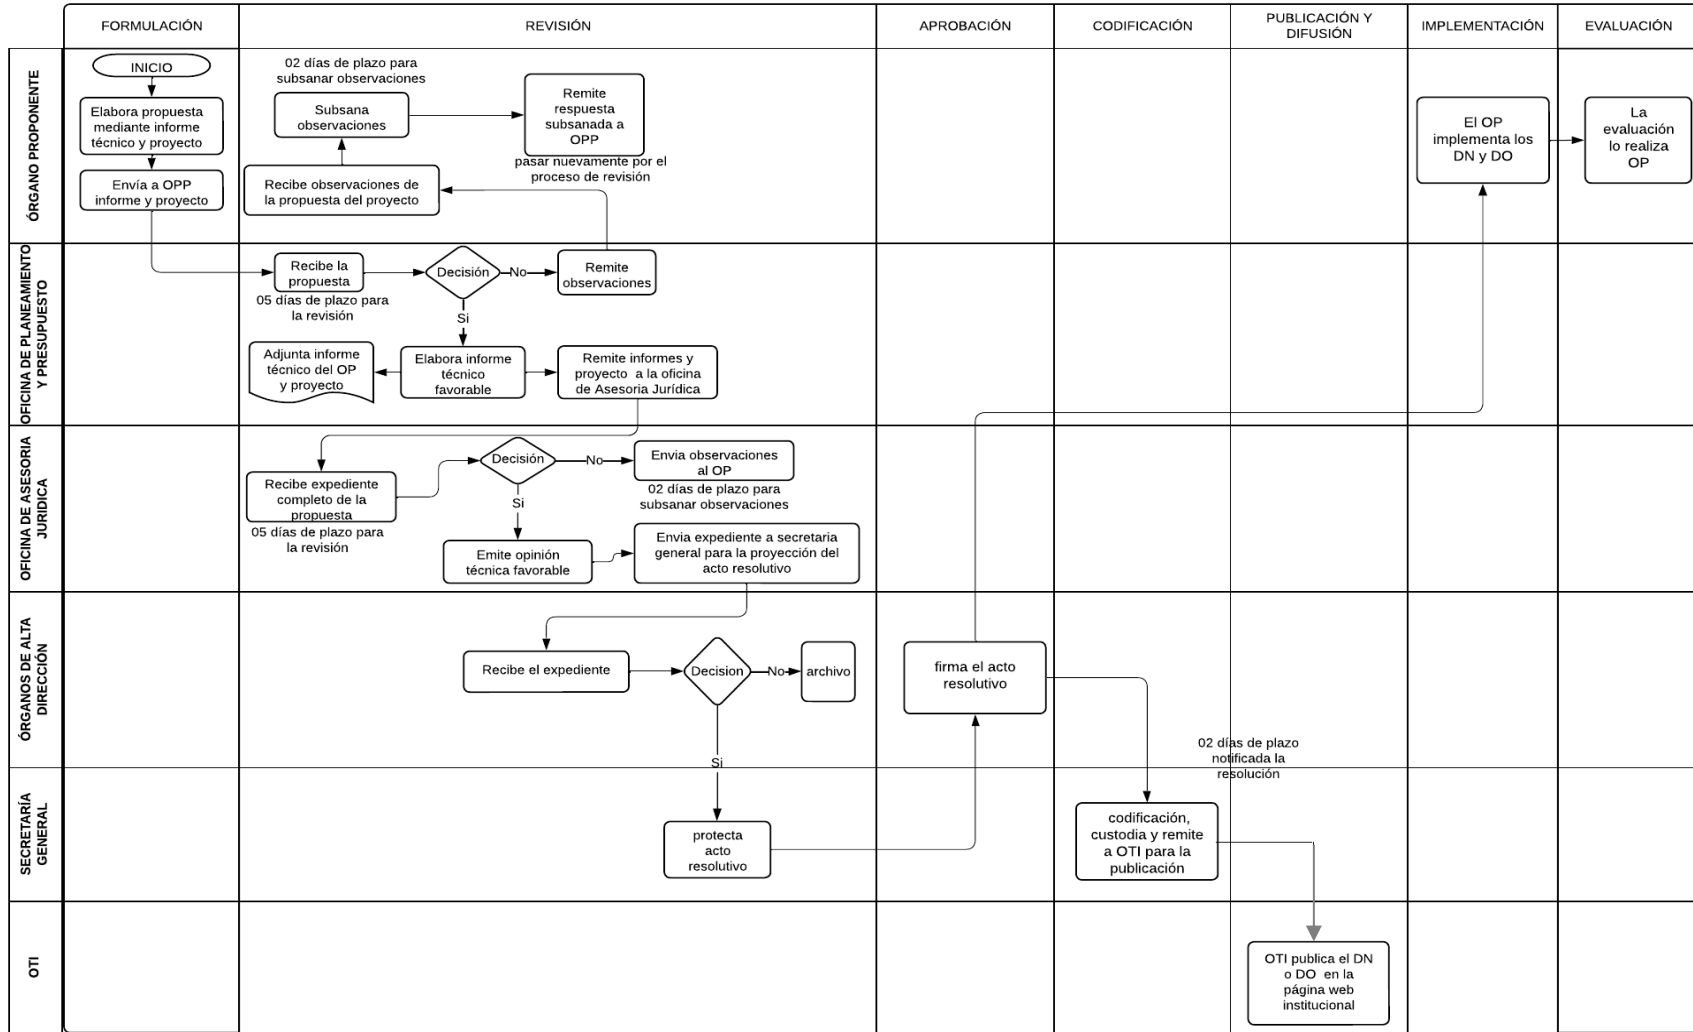 FORMULACIÓN
REVISIÓN
APROBACIÓN
CODIFICACIÓN
PUBLICACIÓN Y
DIFUSIÓN
IMPLEMENTACIÓN
EVALUACIÓN
ÓRGANO PROPONENTE
INICIO
Elabora propuesta
mediante informe
técnico y proyecto
Envía a OPP
informe y proyecto
02 días de plazo para
subsanar observaciones
Subsana
observaciones
Remite
respuesta
subsanada a
OPP
pasar nuevamente por el
proceso de revisión
Recibe observaciones de
la propuesta del proyecto
El OP
implementa los
DN y DO
La
evaluación
lo realiza
OP
OFICINA DE PLANEAMIENTO
Y PRESUPUESTO
Recibe la
propuesta
05 días de plazo para
la revisión
Decisión
No
Remite
observaciones
Si
Adjunta informe
técnico del OP
y proyecto
Elabora informe
técnico
favorable
Remite informes y
proyecto a la oficina
de Asesoria Jurídica
OFICINA DE ASESORIA
JURIDICA
Recibe expediente
completo de la
propuesta
05 días de plazo para
la revisión
Decisión
No
Envia observaciones
al OP
02 días de plazo para
subsanar observaciones
Si
Emite opinión
técnica favorable
Envia expediente a secretaria
general para la proyección del
acto resolutivo
ÓRGANOS DE ALTA
DIRECCIÓN
Recibe el expediente
Decision
No
archivo
Si
firma el acto
resolutivo
02 días de plazo
notificada la
resolución
SECRETARÍA
GENERAL
protecta
acto
resolutivo
codificación,
custodia y remite
a OTI para la
publicación
OTI
OTI publica el DN
o DO en la
página web
institucional